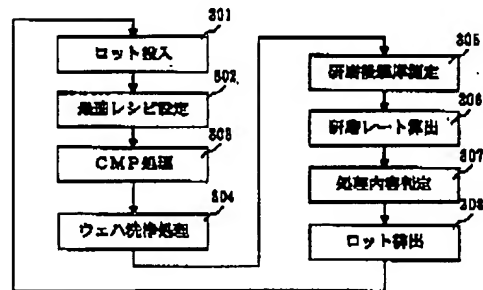 301
ロット投入
302
最適レシピ設定
303
CMP処理
304
ウェハ洗浄処理
305
研磨後膜厚測定
306
研磨レート算出
307
処理内容判定
308
ロット算出